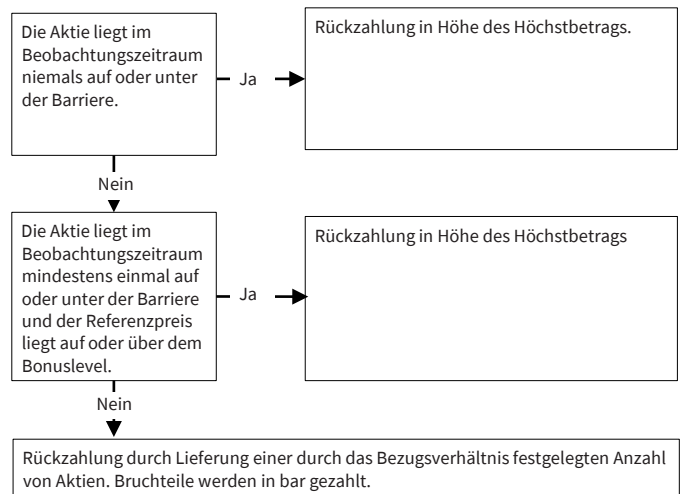 Die Aktie liegt im
Beobachtungszeitraum
niemals auf oder unter
der Barriere.
Ja
Rückzahlung in Höhe des Höchstbetrags.
Nein
Die Aktie liegt im
Beobachtungszeitraum
mindestens einmal auf
oder unter der Barriere
und der Referenzpreis
liegt auf oder über dem
Bonuslevel.
Ja
Rückzahlung in Höhe des Höchstbetrags
Nein
Rückzahlung durch Lieferung einer durch das Bezugsverhältnis festgelegten Anzahl
von Aktien. Bruchteile werden in bar gezahlt.